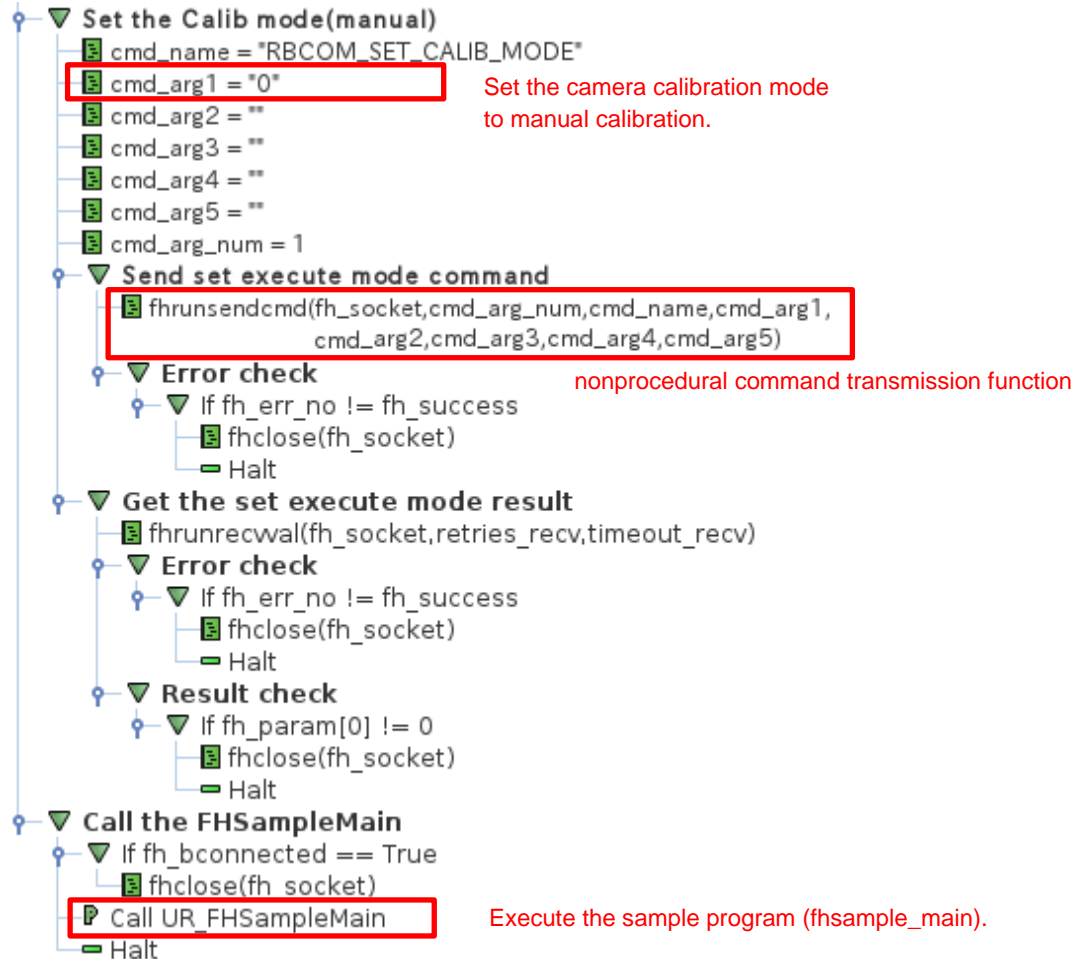 Set the Calib mode(manual)
cmd_name = "RBCOM_SET_CALIB_MODE"
cmd_arg1 = "0"
Set the camera calibration mode
to manual calibration.
cmd_arg2 = ""
cmd_arg3 = ""
cmd_arg4 = ""
cmd_arg5 = ""
cmd_arg_num = 1
Send set execute mode command
fhrunsendcmd(fh_socket,cmd_arg_num,cmd_name,cmd_arg1,
cmd_arg2,cmd_arg3,cmd_arg4,cmd_arg5)
nonprocedural command transmission function
Error check
If fh_err_no != fh_success
fhclose(fh_socket)
Halt
Get the set execute mode result
fhrunrecvval(fh_socket,retries_recv,timeout_recv)
Error check
If fh_err_no != fh_success
fhclose(fh_socket)
Halt
Result check
If fh_param[0] != 0
fhclose(fh_socket)
Halt
Call the FHSampleMain
If fh_bconnected == True
fhclose(fh_socket)
Call UR_FHSampleMain
Execute the sample program (fhsample_main).
Halt